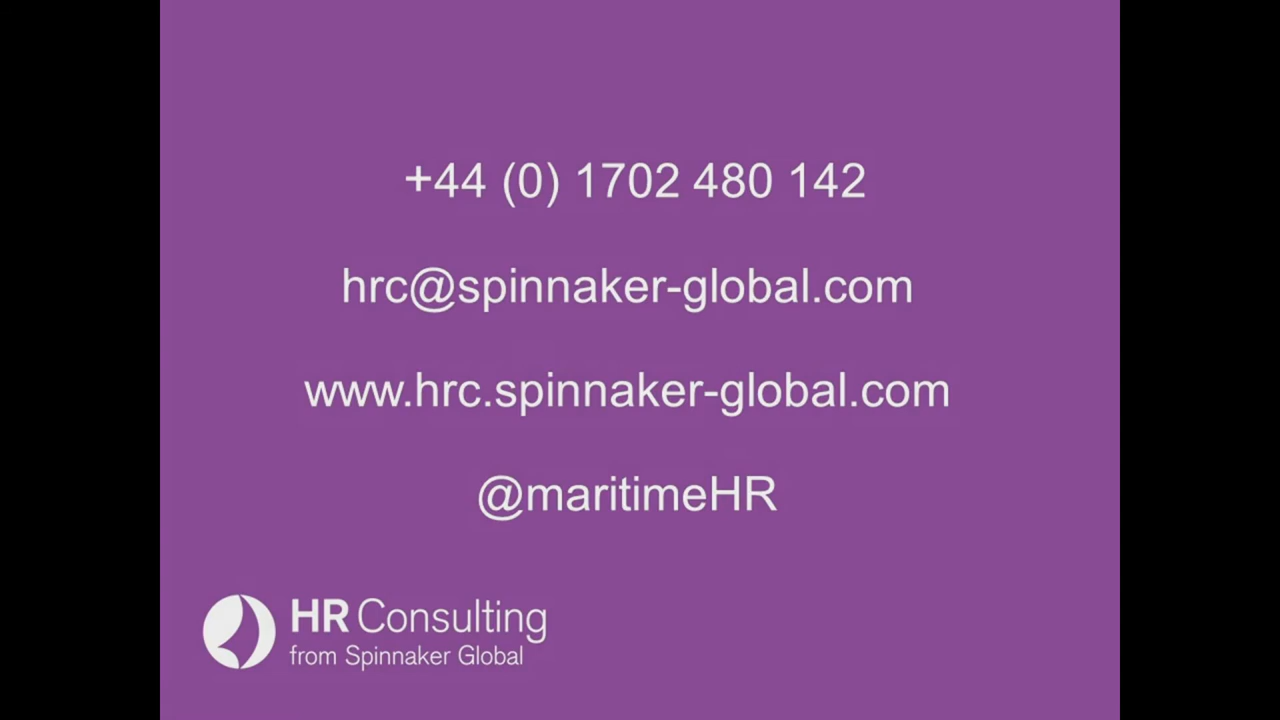 +44 (0) 1702 480 142
hrc@spinnaker-global.com
www.hrc.spinnaker-global.com
@maritimeHR
HR Consulting
from Spinnaker Global